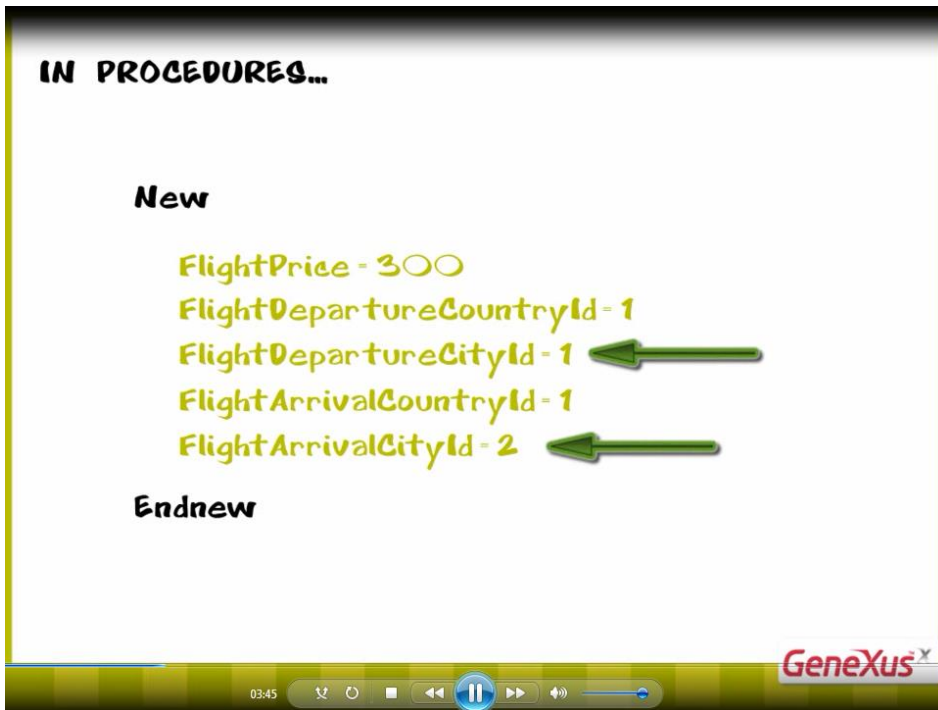 IN PROCEDURES...
New
FlightPrice = 300
FlightDepartureCountryId = 1
FlightDepartureCityId = 1
FlightArrivalCountryId = 1
FlightArrivalCityId = 2
Endnew
GeneXus X
03:45